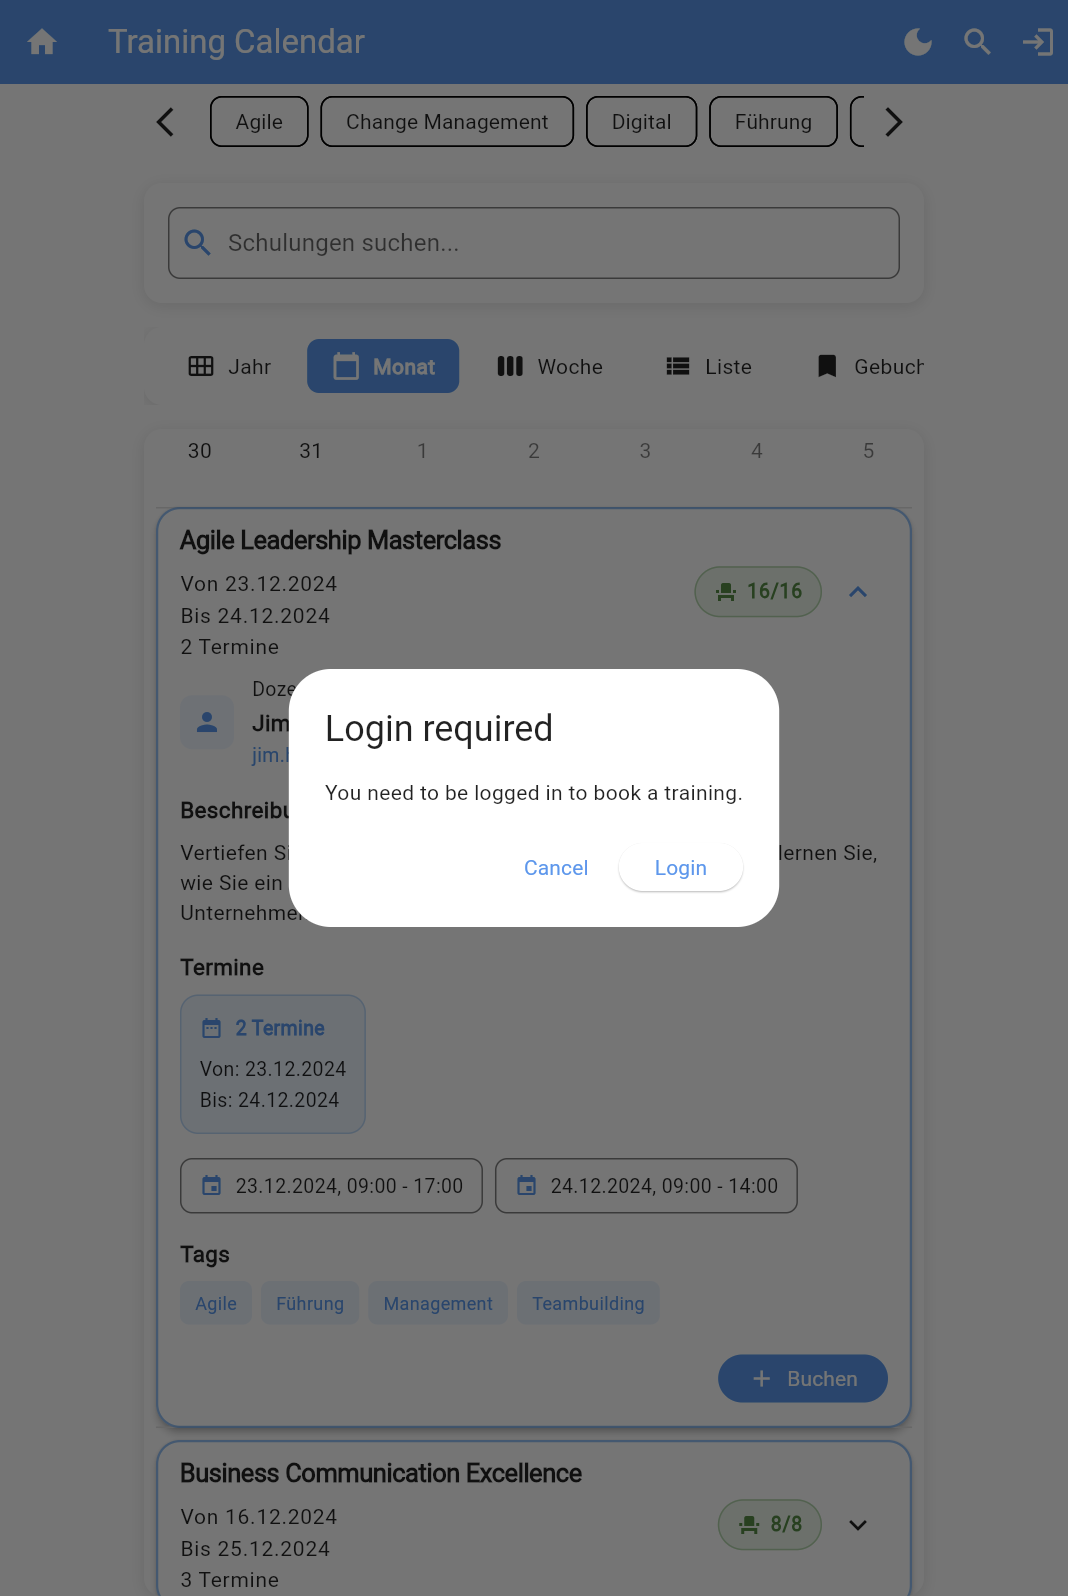 Training Calendar
Agile
Change Management
Digital
Führung
Schulungen suchen...
Jahr
Monat
Woche
Liste
Gebuch
30 31 1 2 3 4 5
Agile Leadership Masterclass
Von 23.12.2024
Bis 24.12.2024
2 Termine
16/16
Doze
Jim
jim.h
Login required
You need to be logged in to book a training.
Cancel
Login
Beschreibu
Vertiefen Si lernen Sie,
wie Sie ein
Unternehmen
Termine
2 Termine
Von: 23.12.2024
Bis: 24.12.2024
23.12.2024, 09:00 - 17:00
24.12.2024, 09:00 - 14:00
Tags
Agile
Führung
Management
Teambuilding
Buchen
Business Communication Excellence
Von 16.12.2024
Bis 25.12.2024
3 Termine
8/8